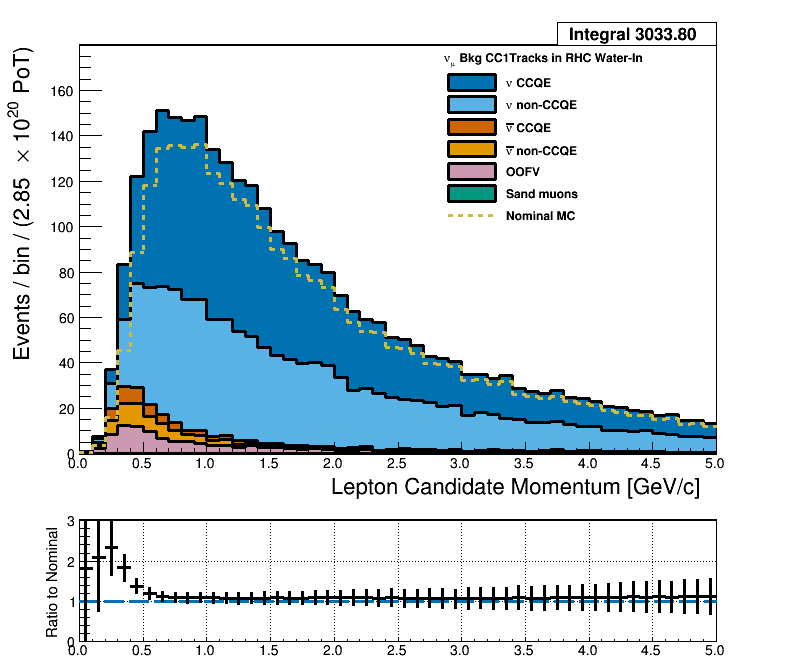 Integral 3033.80
ν_μ Bkg CC1Tracks in RHC Water-In
ν CCQE
ν non-CCQE
ν̅ CCQE
ν̅ non-CCQE
OOFV
Sand muons
Nominal MC
Events / bin / (2.85 × 10^20 PoT)
160
140
120
100
80
60
40
20
0
0.0 0.5 1.0 1.5 2.0 2.5 3.0 3.5 4.0 4.5 5.0
Lepton Candidate Momentum [GeV/c]
Ratio to Nominal
3
2
1
0
0.0 0.5 1.0 1.5 2.0 2.5 3.0 3.5 4.0 4.5 5.0